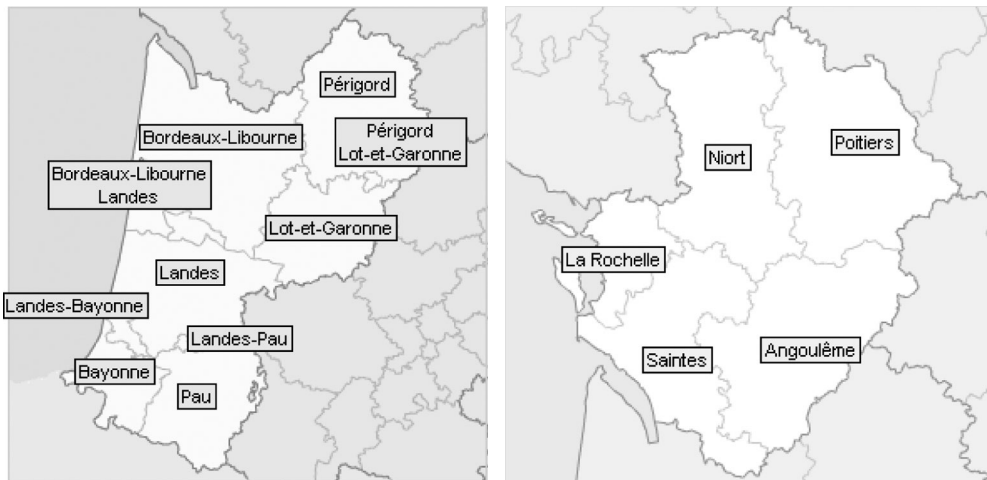 Périgord
Bordeaux-Libourne
Périgord
Lot-et-Garonne
Bordeaux-Libourne
Landes
Lot-et-Garonne
Landes
Landes-Bayonne
Landes-Pau
Bayonne
Pau
Niort
Poitiers
La Rochelle
Saintes
Angoulême